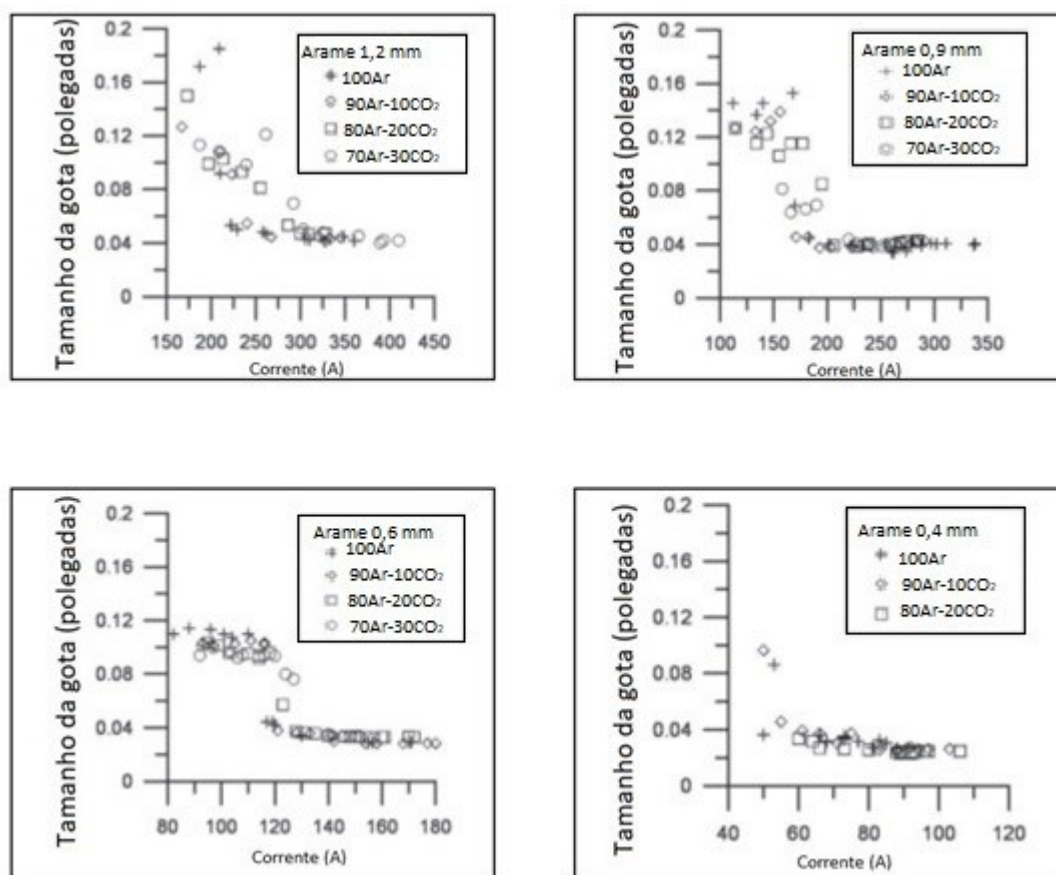 Tamanho da gota (polegadas)
0.2
0.16
0.12
0.08
0.04
0
Arame 1,2 mm
100Ar
90Ar-10CO₂
80Ar-20CO₂
70Ar-30CO₂
150 200 250 300 350 400 450
Corrente (A)
Tamanho da gota (polegadas)
0.2
0.16
0.12
0.08
0.04
0
Arame 0,9 mm
100Ar
90Ar-10CO₂
80Ar-20CO₂
70Ar-30CO₂
100 150 200 250 300 350
Corrente (A)
Tamanho da gota (polegadas)
0.2
0.16
0.12
0.08
0.04
0
Arame 0,6 mm
100Ar
90Ar-10CO₂
80Ar-20CO₂
70Ar-30CO₂
80 100 120 140 160 180
Corrente (A)
Tamanho da gota (polegadas)
0.2
0.16
0.12
0.08
0.04
0
Arame 0,4 mm
100Ar
90Ar-10CO₂
80Ar-20CO₂
40 60 80 100 120
Corrente (A)